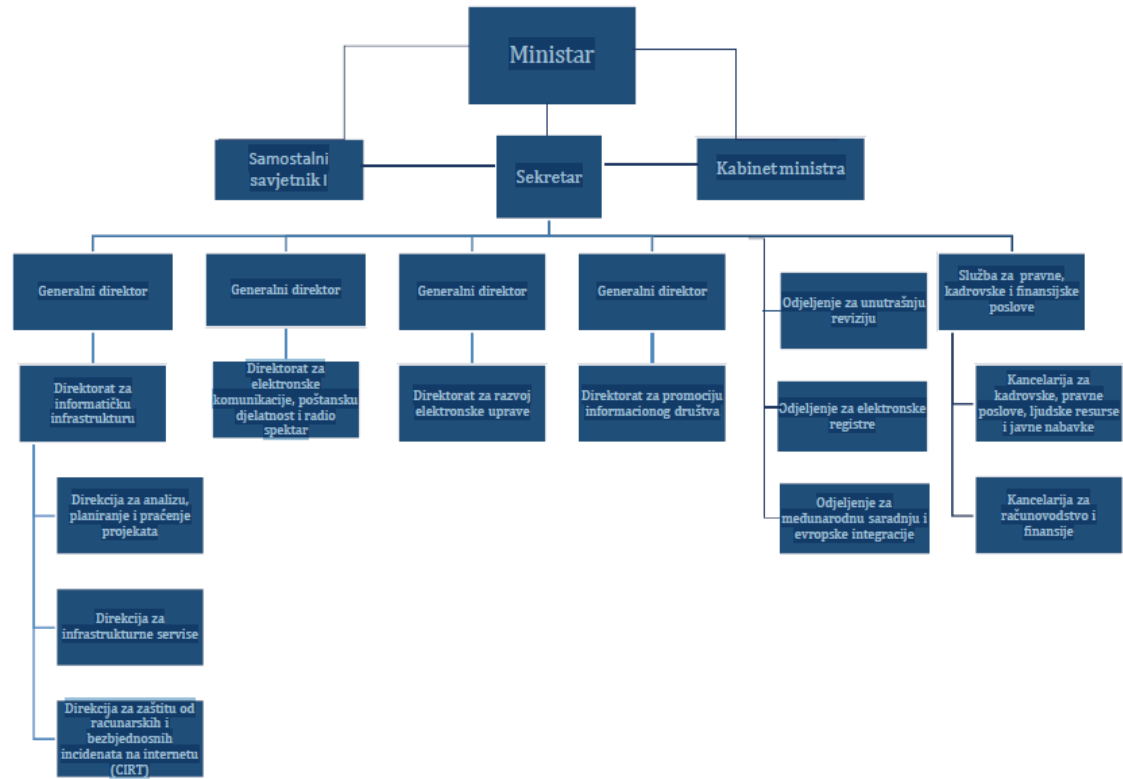 Ministar
Samostalni
savjetnik I
Sekretar
Kabinet ministra
Generalni direktor
Generalni direktor
Generalni direktor
Generalni direktor
Odjeljenje za unutrašnju
reviziju
Služba za pravne,
kadrovske i finansijske
poslove
Direktorat za
informatičku
infrastrukturu
Direktorat za
elektronske
komunikacije, poštansku
djelatnost i radio
spektar
Direktorat za razvoj
elektronske uprave
Direktorat za promociju
informacionog društva
Odjeljenje za elektronske
registre
Kancelarija za
kadrovske, pravne
poslove, ljudske resurse
i javne nabavke
Direkcija za analizu,
planiranje i praćenje
projekata
Odjeljenje za
međunarodnu saradnju i
evropske integracije
Kancelarija za
računovodstvo i
finansije
Direkcija za
infrastrukturne servise
Direkcija za zaštitu od
računarskih i
bezbjednosnih
incidenata na internetu
(CIRT)